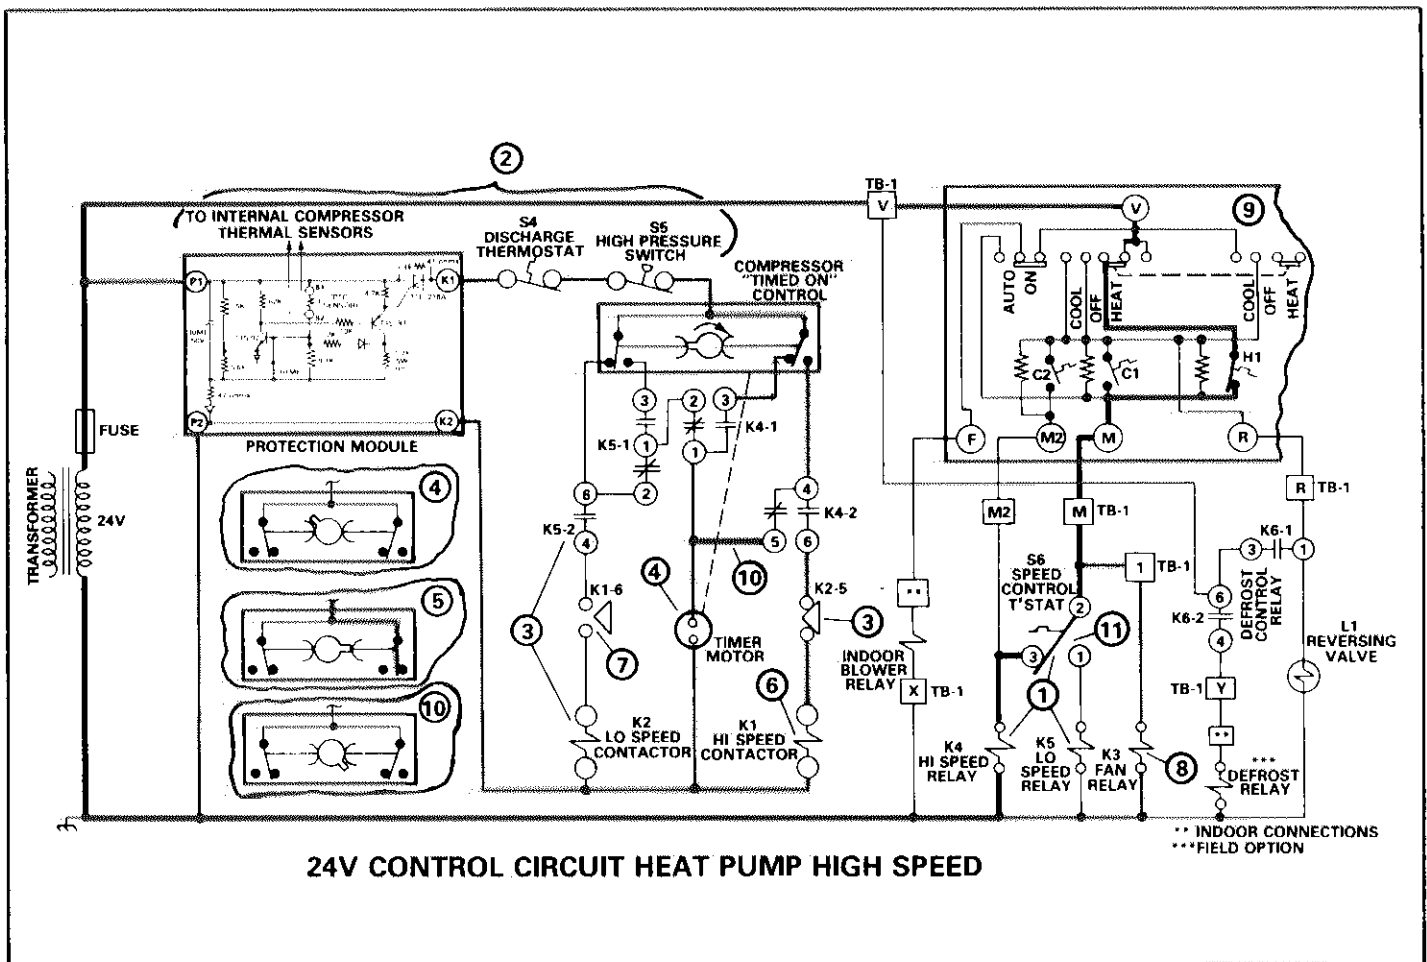 2
TB-1
V
V
9
TO INTERNAL COMPRESSOR
THERMAL SENSORS
S4
DISCHARGE
THERMOSTAT
S5
HIGH PRESSURE
SWITCH
COMPRESSOR
"TIMED ON"
CONTROL
P1
K1
P2
K2
PROTECTION MODULE
AUTO
ON
COOL
OFF
HEAT
COOL
OFF
HEAT
C2
C1
H1
F
M2
M
R
FUSE
TRANSFORMER
24V
3
2
3
K5-1
1
K4-1
1
2
6
4
K4-2
K5-2
4
5
6
4
5
10
10
4
K1-6
K2-5
3
3
7
TIMER
MOTOR
6
K2
LO SPEED
CONTACTOR
K1
HI SPEED
CONTACTOR
M2
M
TB-1
R
TB-1
S6
SPEED
CONTROL
T'STAT
1
TB-1
2
11
3
1
1
**
INDOOR
BLOWER
RELAY
X
TB-1
K4
HI SPEED
RELAY
K5
LO
SPEED
RELAY
K3
FAN
RELAY
8
K6-1
3
1
6
K6-2
4
DEFROST
CONTROL
RELAY
L1
REVERSING
VALVE
TB-1
Y
**
***
DEFROST
RELAY
** INDOOR CONNECTIONS
***FIELD OPTION
24V CONTROL CIRCUIT HEAT PUMP HIGH SPEED